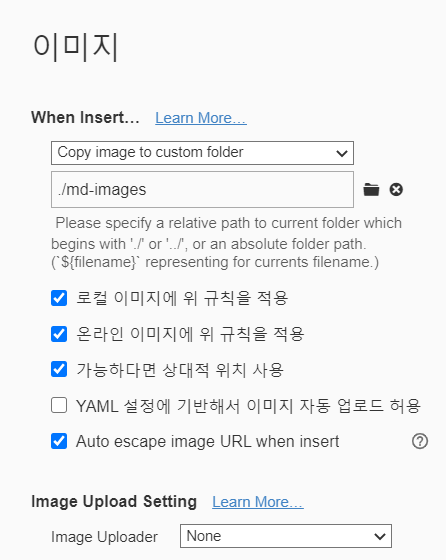 이미지
When Insert... Learn More...
Copy image to custom folder
./md-images
Please specify a relative path to current folder which
begins with './' or '../', or an absolute folder path.
(`${filename}` representing for currents filename.)
로컬 이미지에 위 규칙을 적용
온라인 이미지에 위 규칙을 적용
가능하다면 상대적 위치 사용
YAML 설정에 기반해서 이미지 자동 업로드 허용
Auto escape image URL when insert ?
Image Upload Setting Learn More...
Image Uploader None